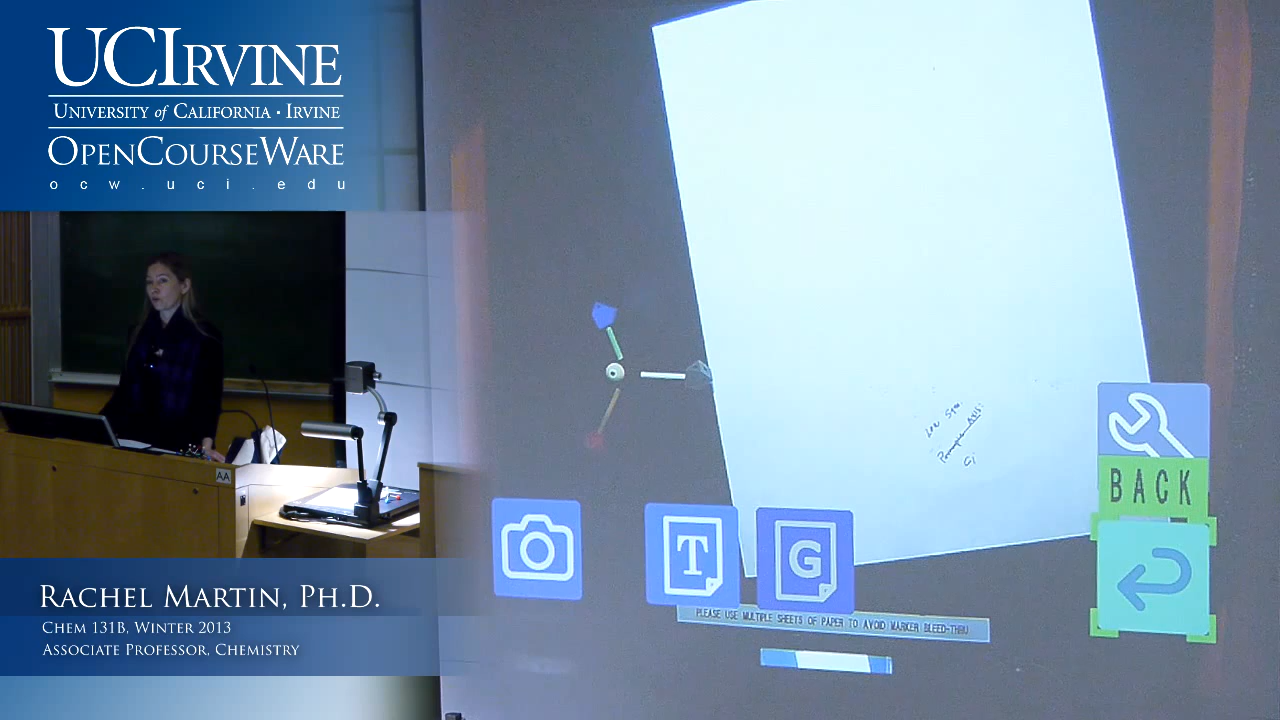 UCIRVINE
UNIVERSITY of CALIFORNIA · IRVINE
OPENCOURSEWARE
ocw.uci.edu
AA
T
G
BACK
PLEASE USE MULTIPLE SHEETS OF PAPER TO AVOID MARKER BLEED-THRU
RACHEL MARTIN, PH.D.
CHEM 131B, WINTER 2013
ASSOCIATE PROFESSOR, CHEMISTRY